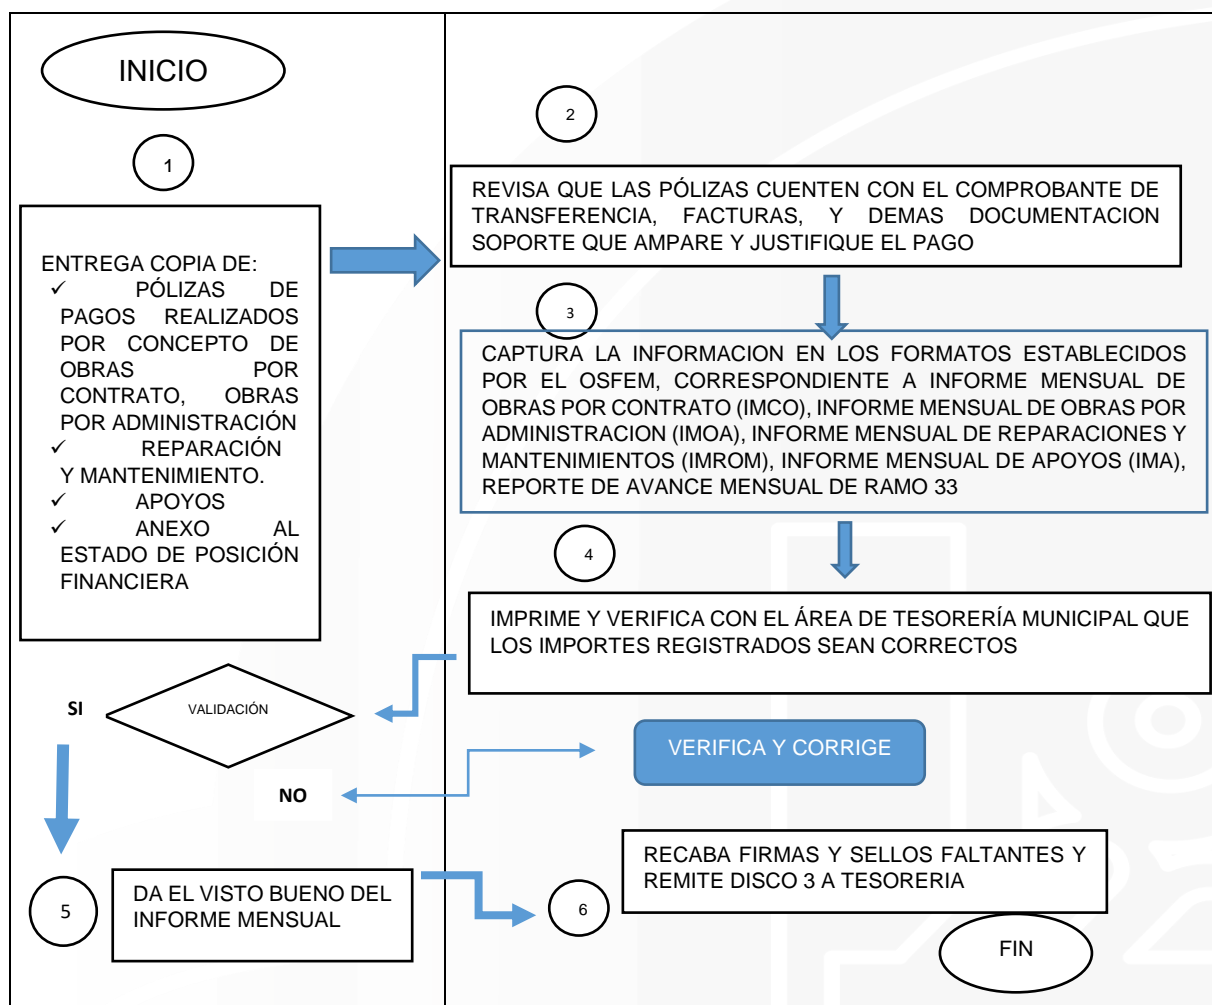 INICIO
1
ENTREGA COPIA DE:
✓ PÓLIZAS DE
PAGOS REALIZADOS
POR CONCEPTO DE
OBRAS POR
CONTRATO, OBRAS
POR ADMINISTRACIÓN
✓ REPARACIÓN
Y MANTENIMIENTO.
✓ APOYOS
✓ ANEXO AL
ESTADO DE POSICIÓN
FINANCIERA
2
REVISA QUE LAS PÓLIZAS CUENTEN CON EL COMPROBANTE DE
TRANSFERENCIA, FACTURAS, Y DEMAS DOCUMENTACION
SOPORTE QUE AMPARE Y JUSTIFIQUE EL PAGO
3
CAPTURA LA INFORMACION EN LOS FORMATOS ESTABLECIDOS
POR EL OSFEM, CORRESPONDIENTE A INFORME MENSUAL DE
OBRAS POR CONTRATO (IMCO), INFORME MENSUAL DE OBRAS POR
ADMINISTRACION (IMOA), INFORME MENSUAL DE REPARACIONES Y
MANTENIMIENTOS (IMROM), INFORME MENSUAL DE APOYOS (IMA),
REPORTE DE AVANCE MENSUAL DE RAMO 33
4
IMPRIME Y VERIFICA CON EL ÁREA DE TESORERÍA MUNICIPAL QUE
LOS IMPORTES REGISTRADOS SEAN CORRECTOS
VALIDACIÓN
SI
NO
VERIFICA Y CORRIGE
5
DA EL VISTO BUENO DEL
INFORME MENSUAL
6
RECABA FIRMAS Y SELLOS FALTANTES Y
REMITE DISCO 3 A TESORERIA
FIN